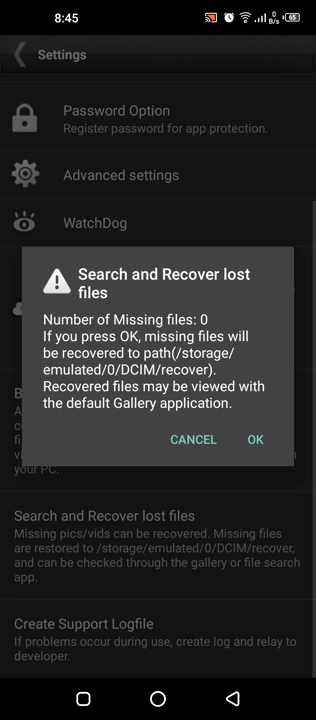 8:45
0
B/s
65
Settings
Password Option
Register password for app protection.
Advanced settings
WatchDog
Search and Recover lost
files
Number of Missing files: 0
If you press OK, missing files will
be recovered to path(/storage/
emulated/0/DCIM/recover).
Recovered files may be viewed with
the default Gallery application.
CANCEL
OK
your PC.
Search and Recover lost files
Missing pics/vids can be recovered. Missing files
are restored to /storage/emulated/0/DCIM/recover,
and can be checked through the gallery or file search
app.
Create Support Logfile
If problems occur during use, create log and relay to
developer.